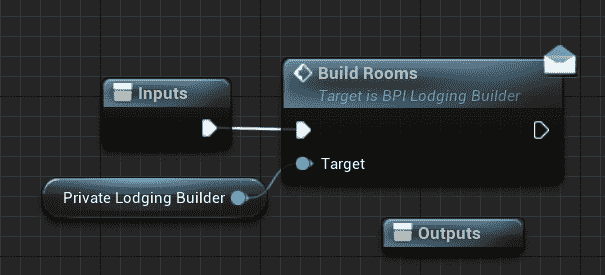 Inputs
Build Rooms
Target is BPI Lodging Builder
Target
Private Lodging Builder
Outputs